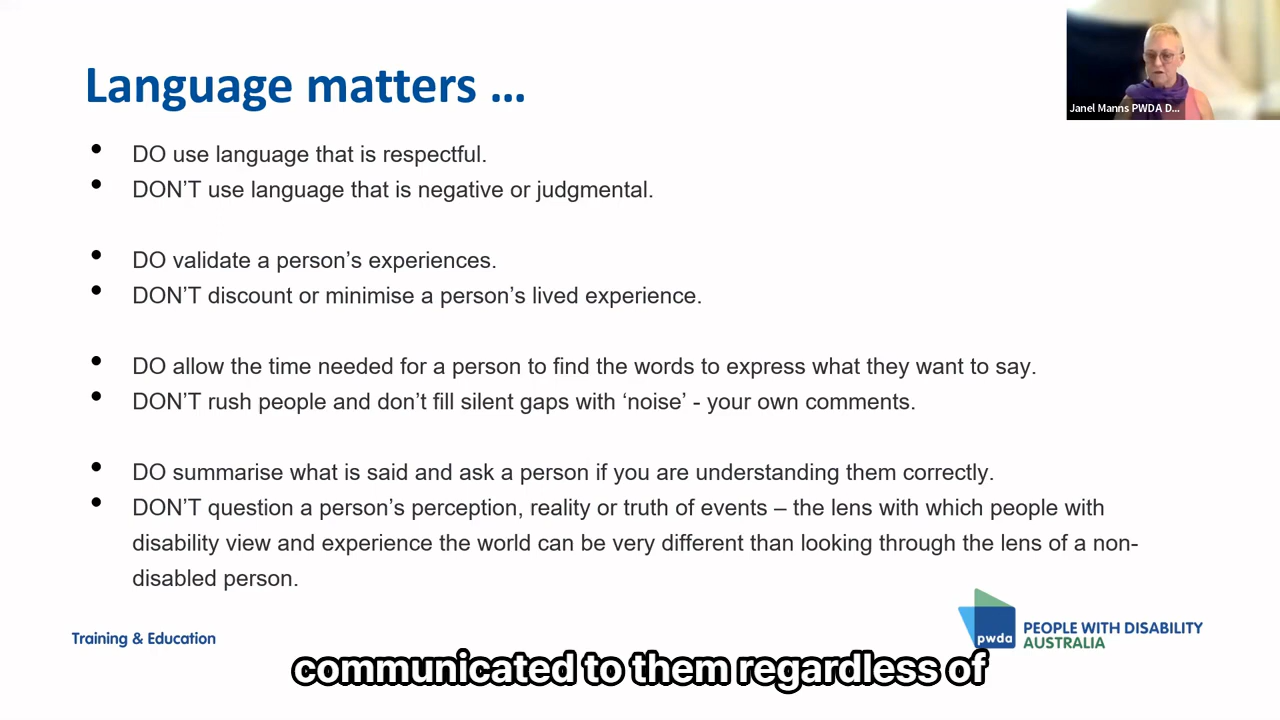 Language matters ...
Janel Manns PWDA D...
• DO use language that is respectful.
• DON’T use language that is negative or judgmental.
• DO validate a person’s experiences.
• DON’T discount or minimise a person’s lived experience.
• DO allow the time needed for a person to find the words to express what they want to say.
• DON’T rush people and don’t fill silent gaps with ‘noise’ - your own comments.
• DO summarise what is said and ask a person if you are understanding them correctly.
• DON’T question a person’s perception, reality or truth of events – the lens with which people with
disability view and experience the world can be very different than looking through the lens of a non-
disabled person.
Training & Education
pwda
PEOPLE WITH DISABILITY
AUSTRALIA
communicated to them regardless of